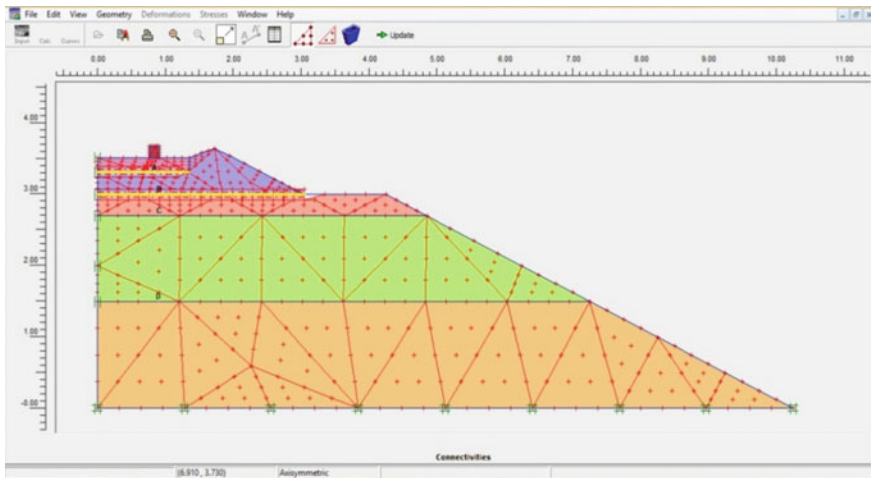 File Edit View Geometry Deformations Stresses Window Help
Input Calc Curves Update
0.00 1.00 2.00 3.00 4.00 5.00 6.00 7.00 8.00 9.00 10.00 11.00
4.00
3.00
2.00
1.00
-0.00
A
B
C
B
Connectivities
(6.910 , 3.730) Axisymmetric